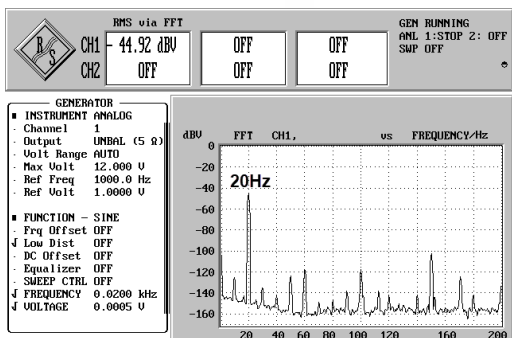 RMS via FFT
GEN RUNNING
ANL 1:STOP 2: OFF
SWP OFF
R S
CH1 - 44.92 dBV OFF OFF
CH2 OFF OFF OFF
GENERATOR
INSTRUMENT ANALOG
Channel 1
Output UNBAL (5 Ω)
Volt Range AUTO
Max Volt 12.000 V
Ref Freq 1000.0 Hz
Ref Volt 1.0000 V
FUNCTION - SINE
Frq Offset OFF
Low Dist OFF
DC Offset OFF
Equalizer OFF
SWEEP CTRL OFF
FREQUENCY 0.0200 kHz
VOLTAGE 0.0005 V
dBV FFT CH1, vs FREQUENCY/Hz
0
-20
-40
20Hz
-60
-80
-100
-120
-140
-160
20 40 60 80 100 120 160 200